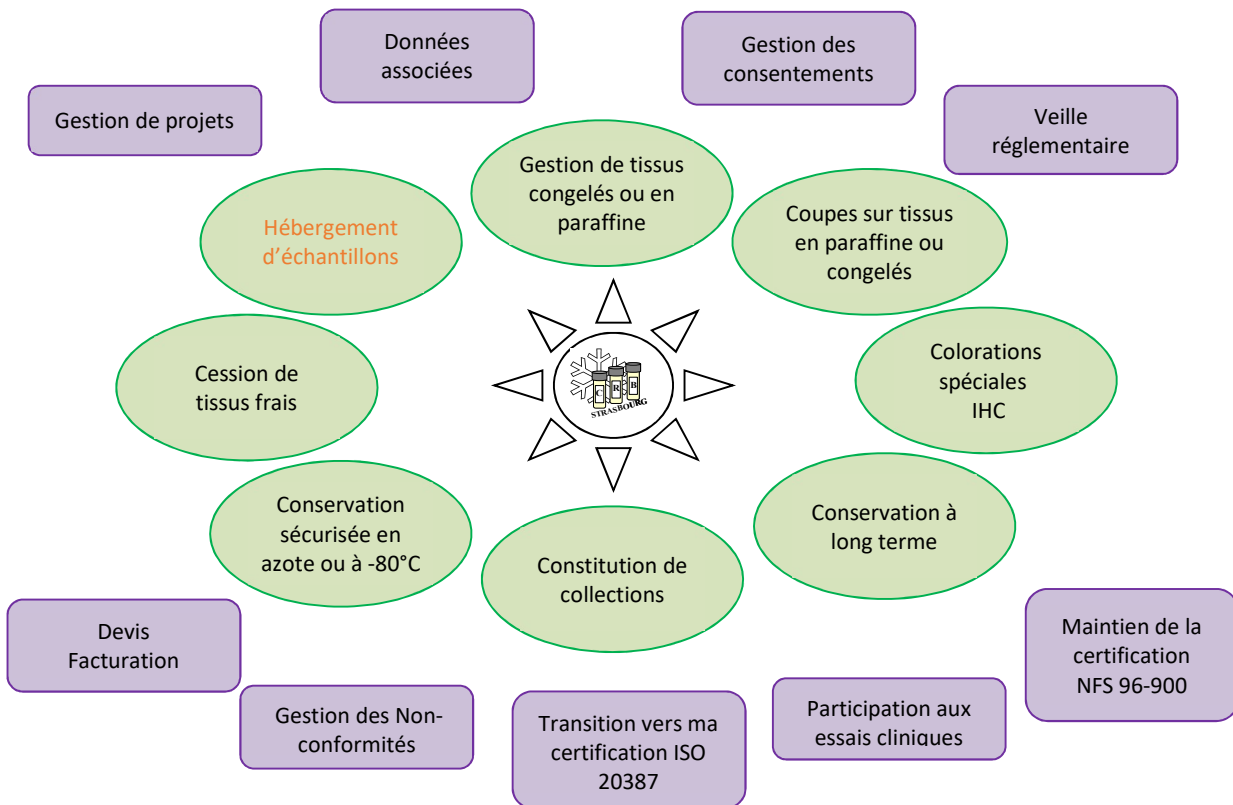 Données
associées
Gestion des
consentements
Gestion de projets
Veille
réglementaire
Gestion de tissus
congelés ou en
paraffine
Hébergement
d’échantillons
Coupes sur tissus
en paraffine ou
congelés
Cession de
tissus frais
C R B
STRASBOURG
Colorations
spéciales
IHC
Conservation
sécurisée en
azote ou à -80°C
Constitution de
collections
Conservation à
long terme
Devis
Facturation
Gestion des Non-
conformités
Transition vers ma
certification ISO
20387
Participation aux
essais cliniques
Maintien de la
certification
NFS 96-900